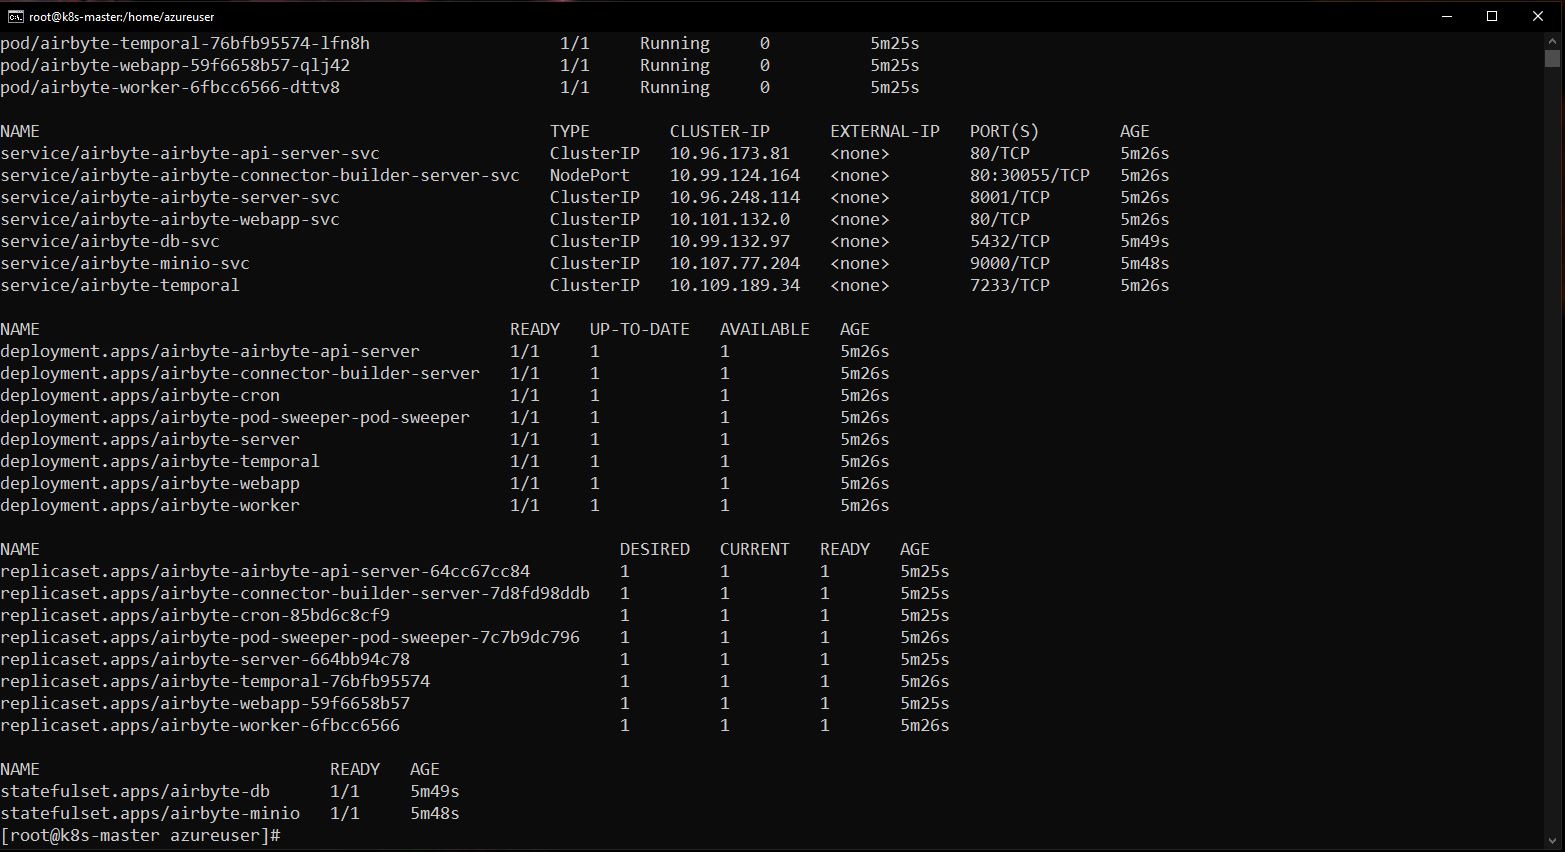 root@k8s-master:/home/azureuser
pod/airbyte-temporal-76bfb95574-lfn8h 1/1 Running 0 5m25s
pod/airbyte-webapp-59f6658b57-qlj42 1/1 Running 0 5m25s
pod/airbyte-worker-6fbcc6566-dttv8 1/1 Running 0 5m25s
NAME TYPE CLUSTER-IP EXTERNAL-IP PORT(S) AGE
service/airbyte-airbyte-api-server-svc ClusterIP 10.96.173.81 <none> 80/TCP 5m26s
service/airbyte-airbyte-connector-builder-server-svc NodePort 10.99.124.164 <none> 80:30055/TCP 5m26s
service/airbyte-airbyte-server-svc ClusterIP 10.96.248.114 <none> 8001/TCP 5m26s
service/airbyte-airbyte-webapp-svc ClusterIP 10.101.132.0 <none> 80/TCP 5m26s
service/airbyte-db-svc ClusterIP 10.99.132.97 <none> 5432/TCP 5m49s
service/airbyte-minio-svc ClusterIP 10.107.77.204 <none> 9000/TCP 5m48s
service/airbyte-temporal ClusterIP 10.109.189.34 <none> 7233/TCP 5m26s
NAME READY UP-TO-DATE AVAILABLE AGE
deployment.apps/airbyte-airbyte-api-server 1/1 1 1 5m26s
deployment.apps/airbyte-connector-builder-server 1/1 1 1 5m26s
deployment.apps/airbyte-cron 1/1 1 1 5m26s
deployment.apps/airbyte-pod-sweeper-pod-sweeper 1/1 1 1 5m26s
deployment.apps/airbyte-server 1/1 1 1 5m26s
deployment.apps/airbyte-temporal 1/1 1 1 5m26s
deployment.apps/airbyte-webapp 1/1 1 1 5m26s
deployment.apps/airbyte-worker 1/1 1 1 5m26s
NAME DESIRED CURRENT READY AGE
replicaset.apps/airbyte-airbyte-api-server-64cc67cc84 1 1 1 5m25s
replicaset.apps/airbyte-connector-builder-server-7d8fd98ddb 1 1 1 5m25s
replicaset.apps/airbyte-cron-85bd6c8cf9 1 1 1 5m25s
replicaset.apps/airbyte-pod-sweeper-pod-sweeper-7c7b9dc796 1 1 1 5m26s
replicaset.apps/airbyte-server-664bb94c78 1 1 1 5m25s
replicaset.apps/airbyte-temporal-76bfb95574 1 1 1 5m26s
replicaset.apps/airbyte-webapp-59f6658b57 1 1 1 5m25s
replicaset.apps/airbyte-worker-6fbcc6566 1 1 1 5m26s
NAME READY AGE
statefulset.apps/airbyte-db 1/1 5m49s
statefulset.apps/airbyte-minio 1/1 5m48s
[root@k8s-master azureuser]#